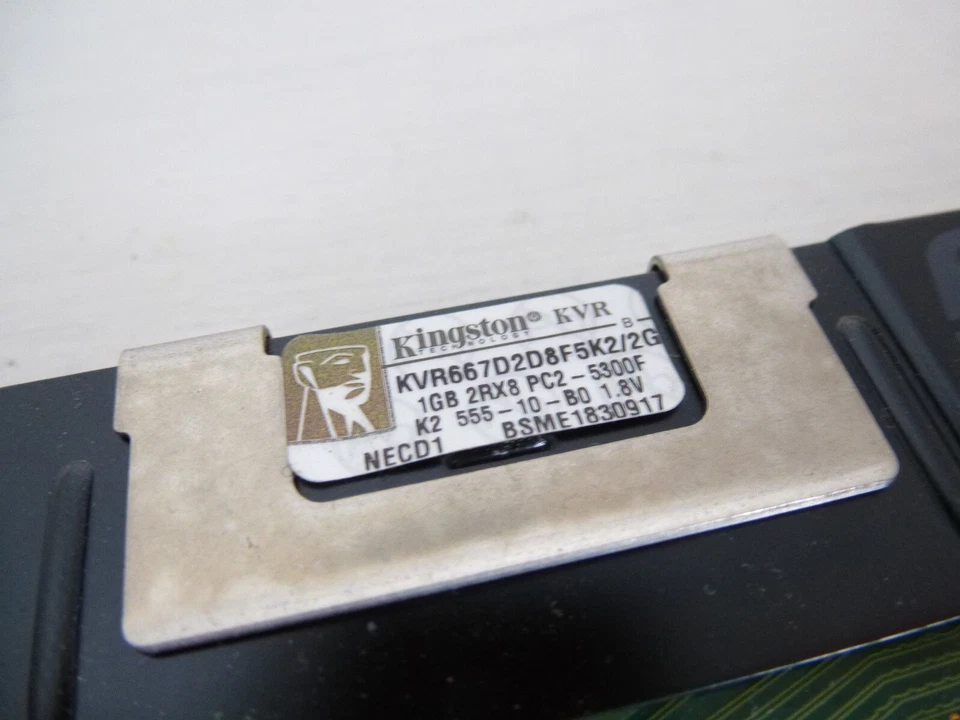 Kingston® KVR
TECHNOLOGY
B-
KVR667D2D8F5K2/2G
1GB 2RX8 PC2-5300F
K2 555-10-B0 1.8V
NECD1 BSME1830917